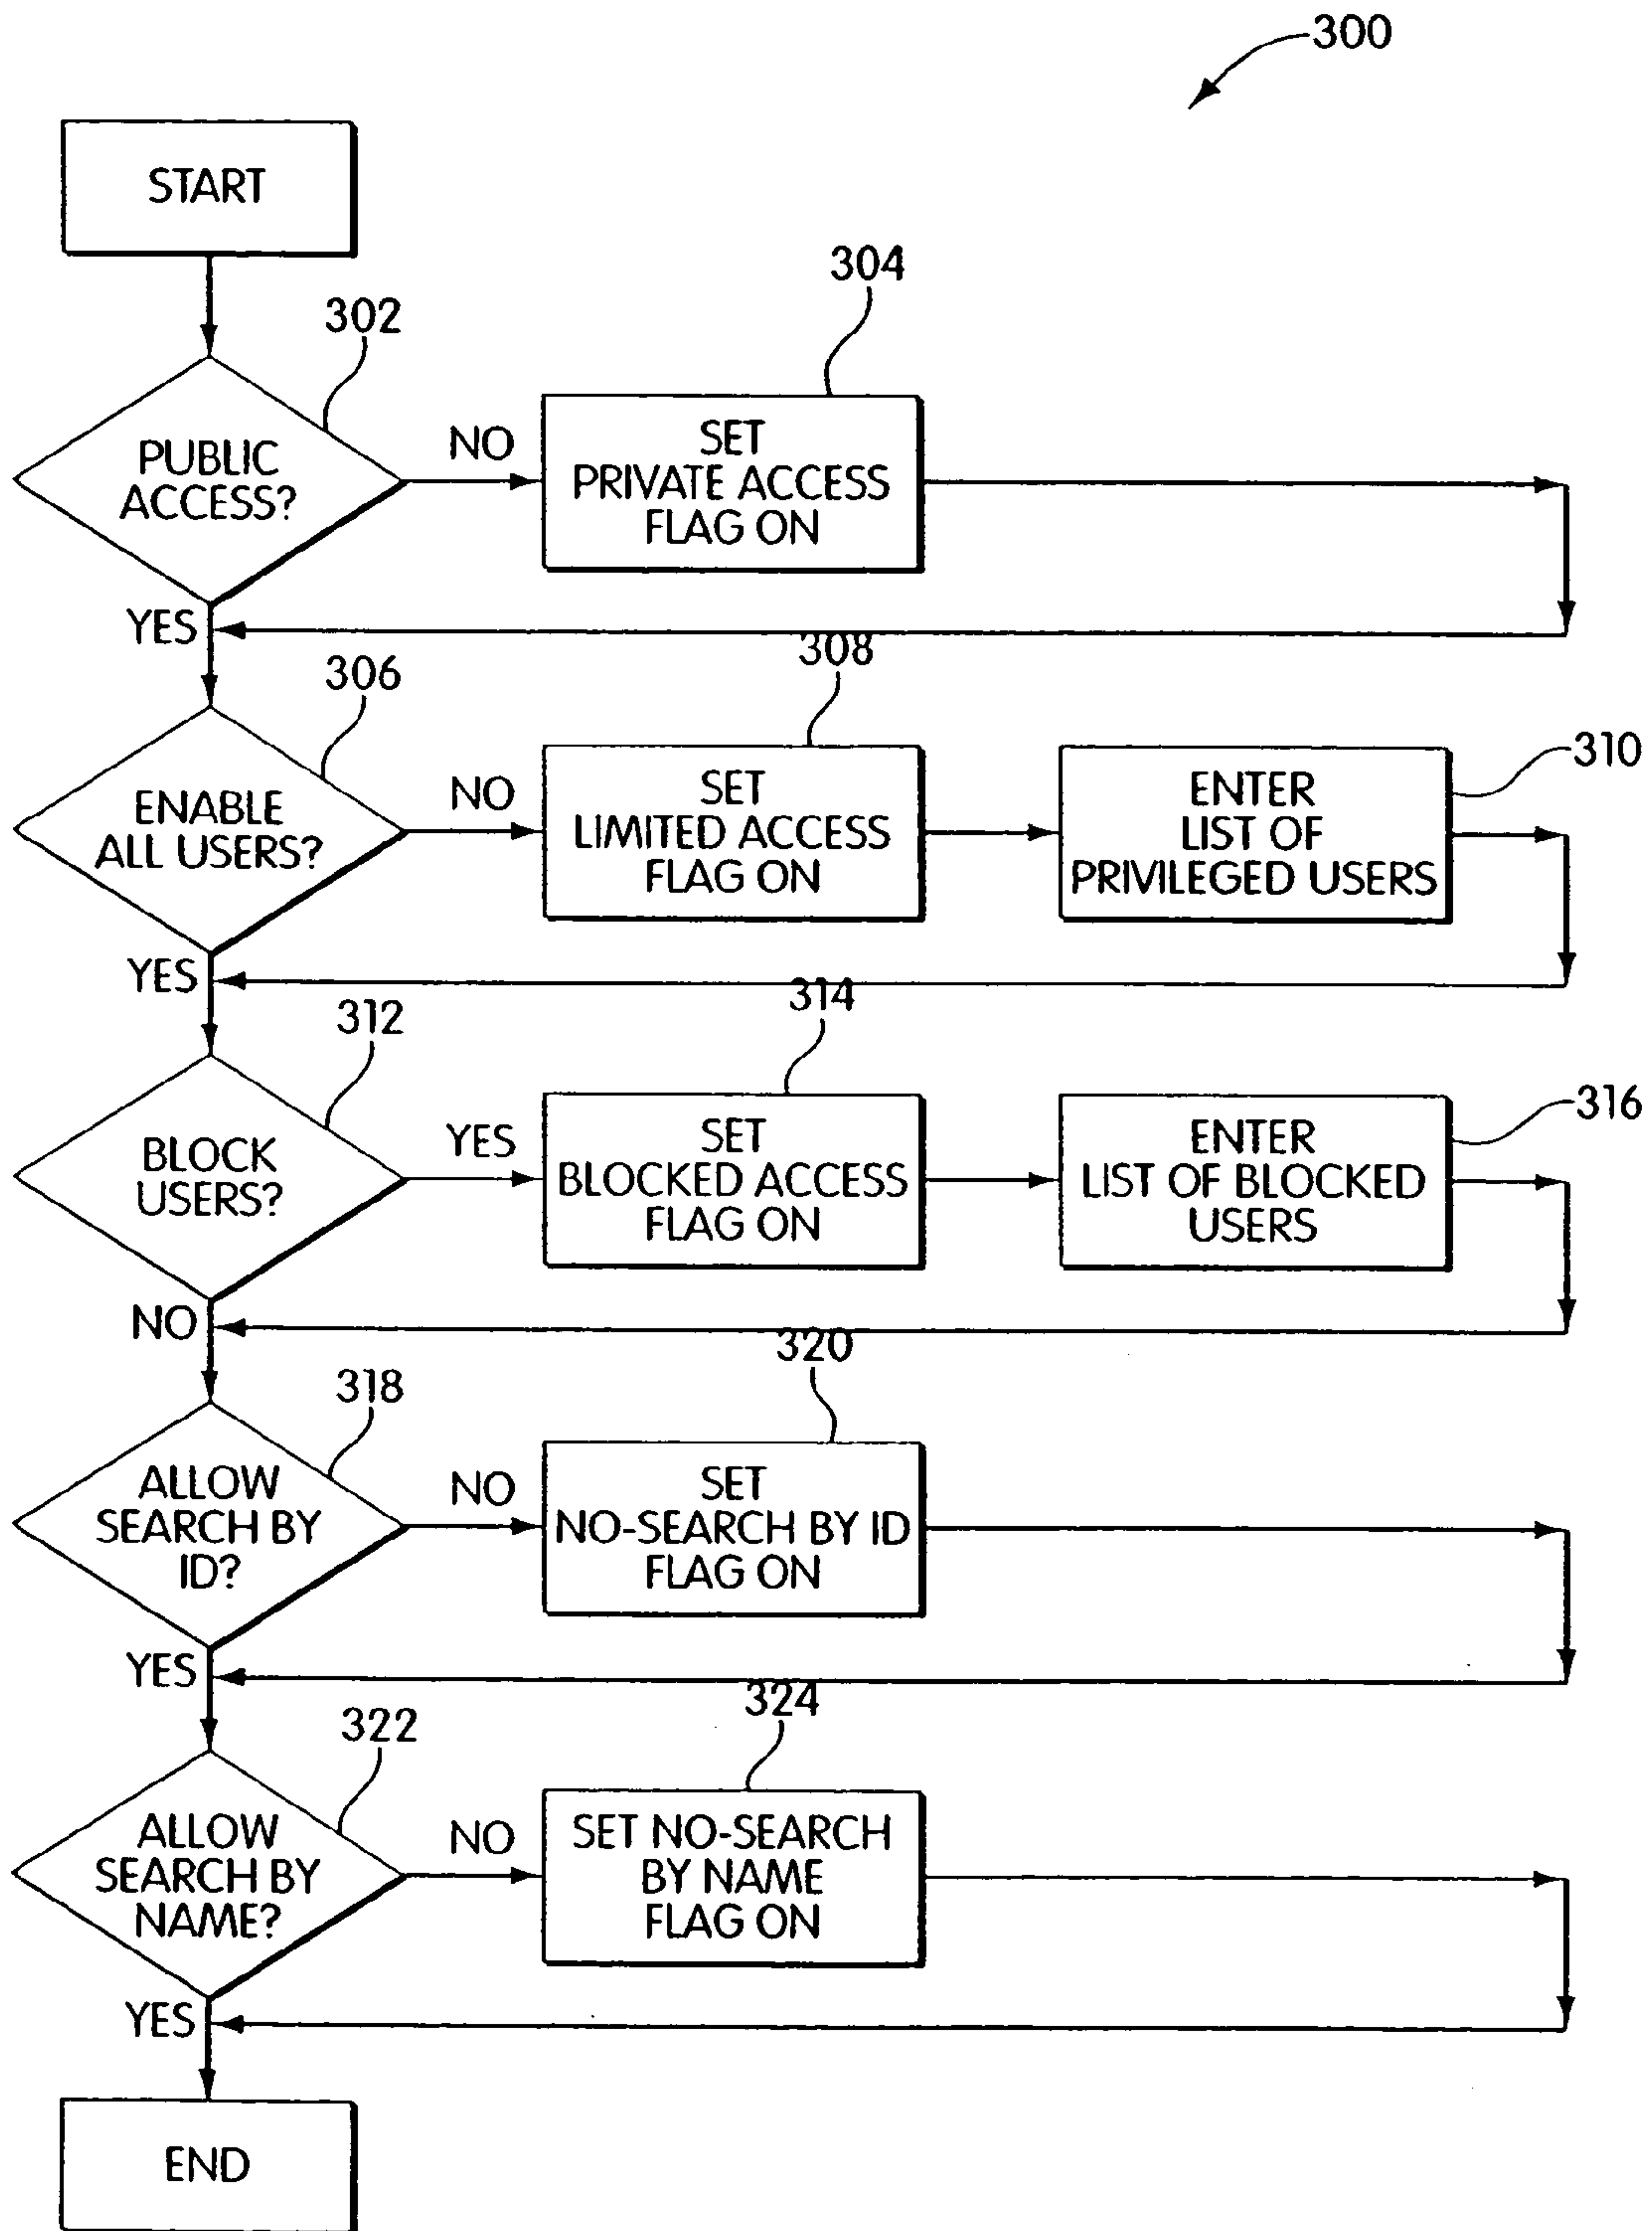 300
START
302
304
PUBLIC
ACCESS?
NO
SET
PRIVATE ACCESS
FLAG ON
YES
306
308
310
ENABLE
ALL USERS?
NO
SET
LIMITED ACCESS
FLAG ON
ENTER
LIST OF
PRIVILEGED USERS
YES
312
314
316
BLOCK
USERS?
YES
SET
BLOCKED ACCESS
FLAG ON
ENTER
LIST OF BLOCKED
USERS
NO
318
320
ALLOW
SEARCH BY
ID?
NO
SET
NO-SEARCH BY ID
FLAG ON
YES
322
324
ALLOW
SEARCH BY
NAME?
NO
SET NO-SEARCH
BY NAME
FLAG ON
YES
END